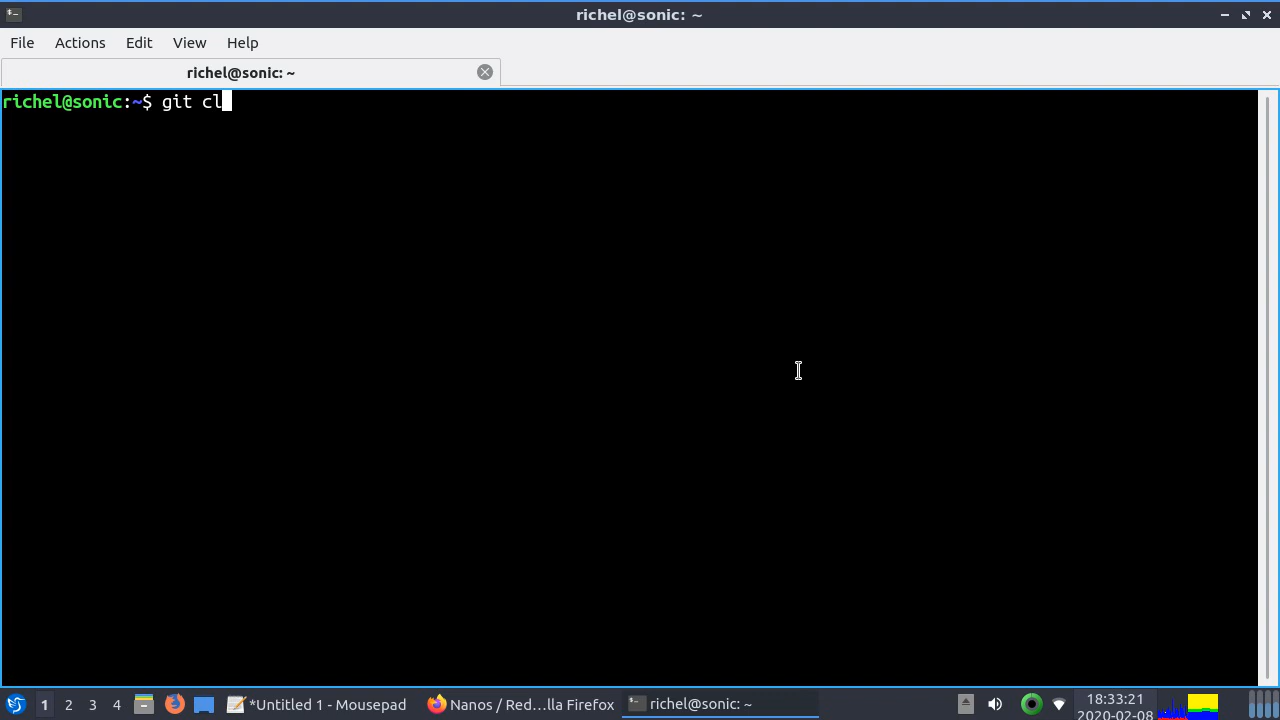 richel@sonic: ~
File Actions Edit View Help
richel@sonic: ~
richel@sonic:~$ git cl
1 2 3 4 *Untitled 1 - Mousepad Nanos / Red...lla Firefox richel@sonic: ~ 18:33:21
2020-02-08